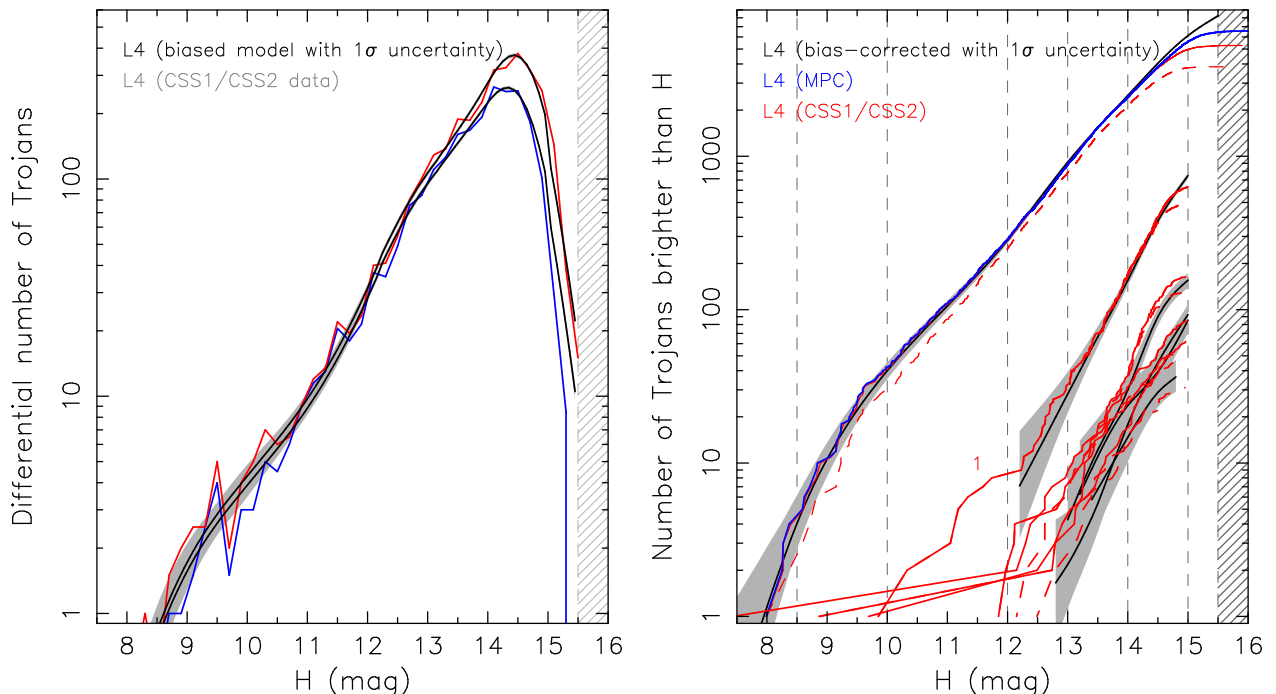 Differential number of Trojans
L4 (biased model with 1σ uncertainty)
L4 (CSS1/CSS2 data)
100
10
1
8 9 10 11 12 13 14 15 16
H (mag)
Number of Trojans brighter than H
L4 (bias-corrected with 1σ uncertainty)
L4 (MPC)
L4 (CSS1/CSS2)
1000
100
10
1
1
8 9 10 11 12 13 14 15 16
H (mag)